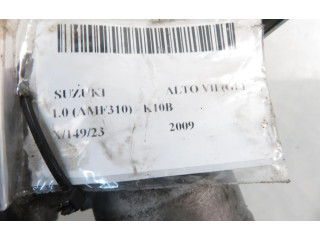 SUZUKI ALTO VII (GF)
1.0 (AMF310) K10B
X/149/23 2009